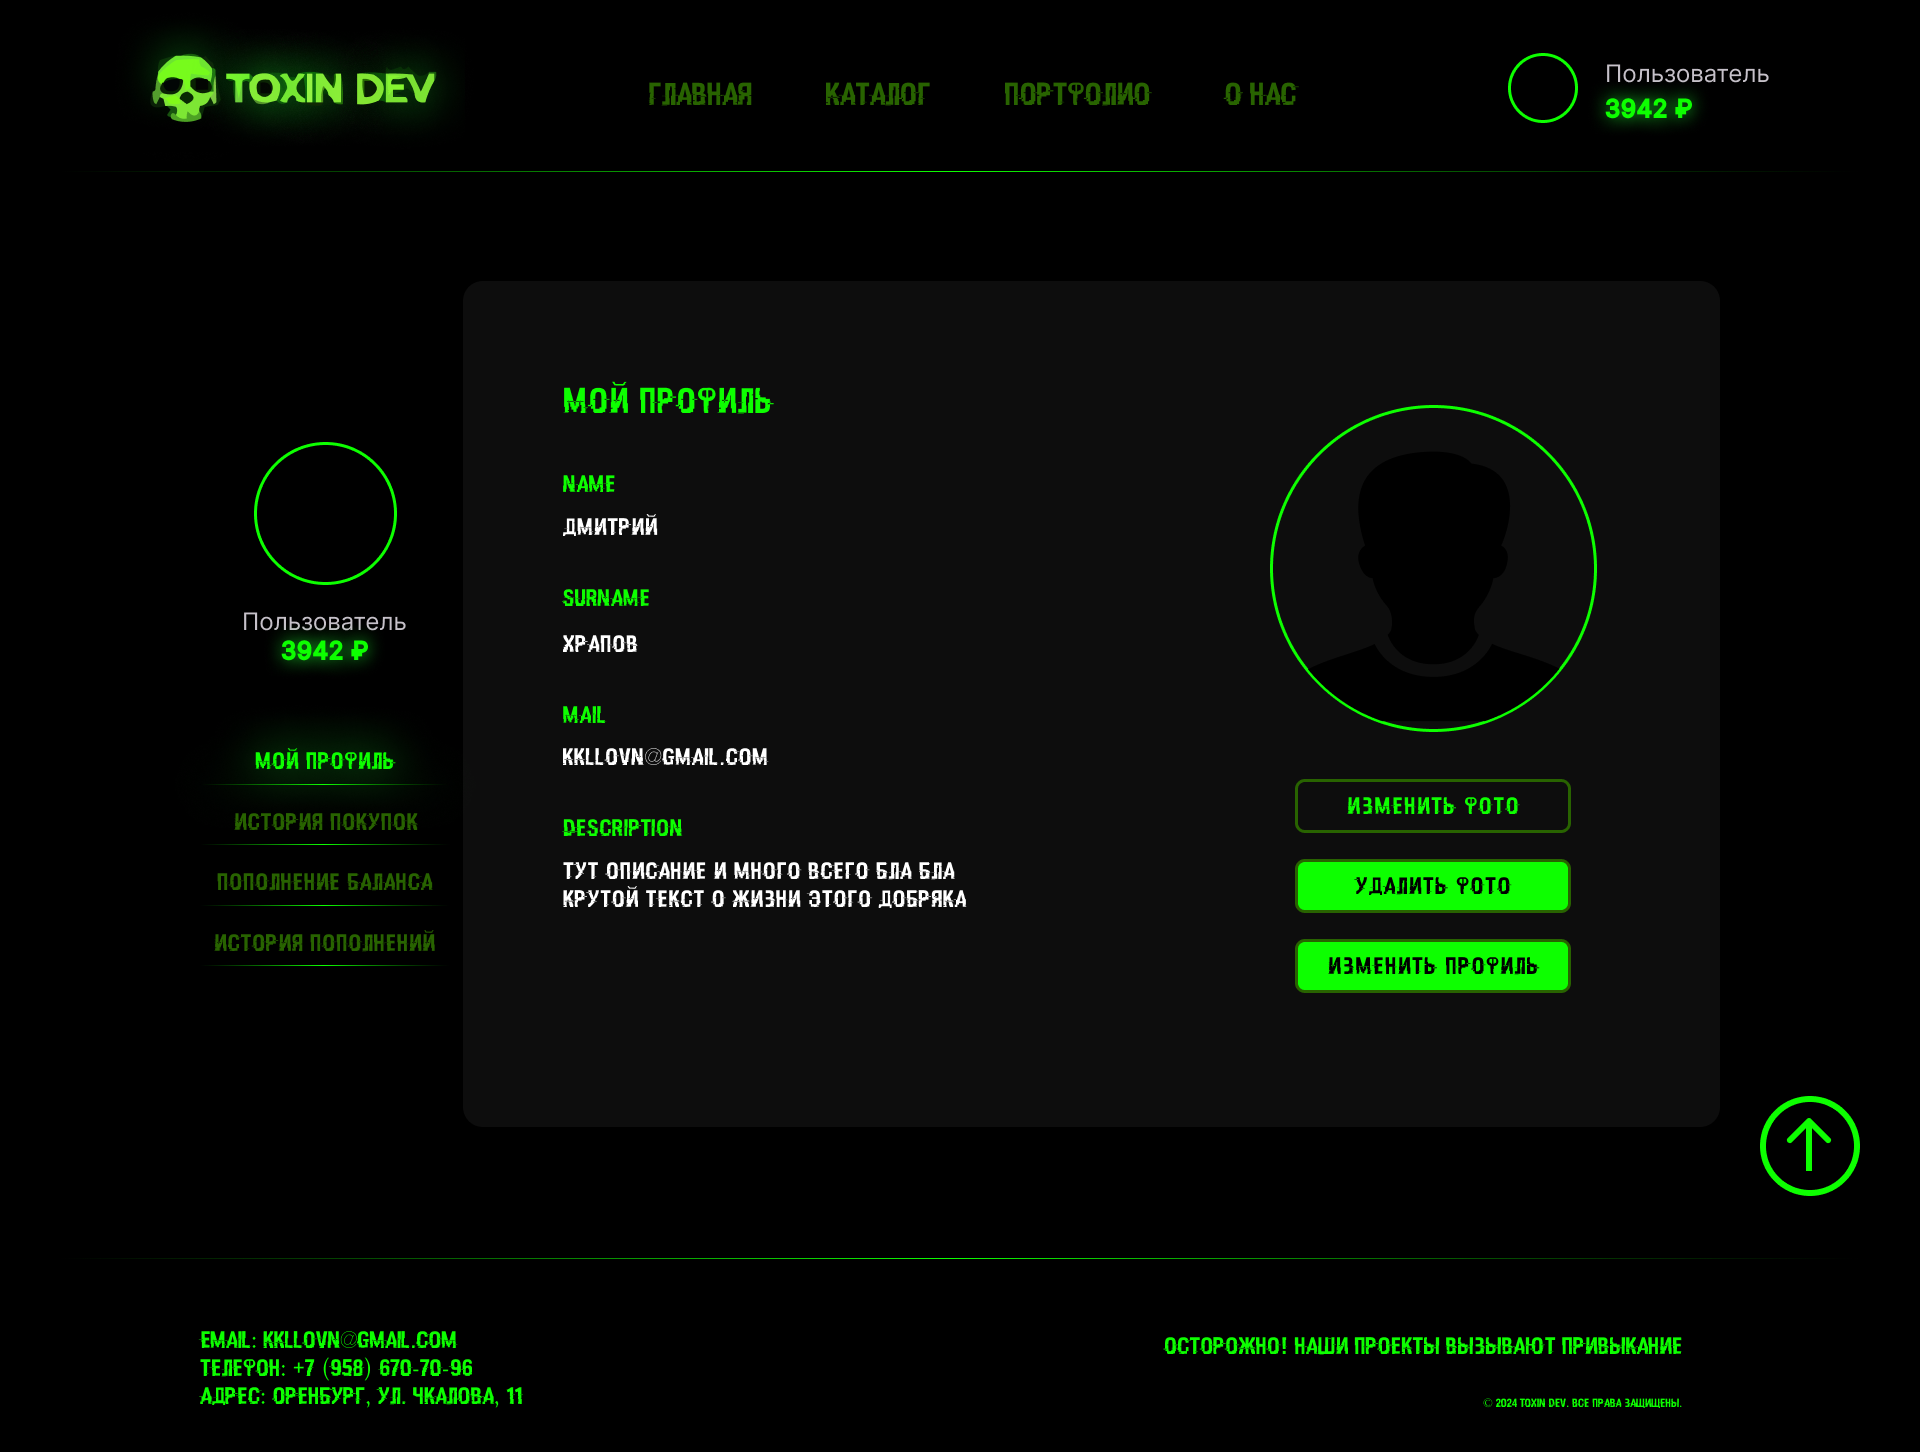 TOXIN DEV
ГЛАВНАЯ
КАТАЛОГ
ПОРТФОЛИО
О НАС
Пользователь
3942 ₽
МОЙ ПРОФИЛЬ
NAME
ДМИТРИЙ
SURNAME
ХРАПОВ
MAIL
KKLLOVN@GMAIL.COM
DESCRIPTION
ТУТ ОПИСАНИЕ И МНОГО ВСЕГО БЛА БЛА
КРУТОЙ ТЕКСТ О ЖИЗНИ ЭТОГО ДОБРЯКА
Пользователь
3942 ₽
МОЙ ПРОФИЛЬ
ИСТОРИЯ ПОКУПОК
ПОПОЛНЕНИЕ БАЛАНСА
ИСТОРИЯ ПОПОЛНЕНИЙ
ИЗМЕНИТЬ ФОТО
УДАЛИТЬ ФОТО
ИЗМЕНИТЬ ПРОФИЛЬ
EMAIL: KKLLOVN@GMAIL.COM
ТЕЛЕФОН: +7 (958) 670-70-96
АДРЕС: ОРЕНБУРГ, УЛ. ЧКАЛОВА, 11
ОСТОРОЖНО! НАШИ ПРОЕКТЫ ВЫЗЫВАЮТ ПРИВЫКАНИЕ
© 2024 TOXIN DEV. ВСЕ ПРАВА ЗАЩИЩЕНЫ.